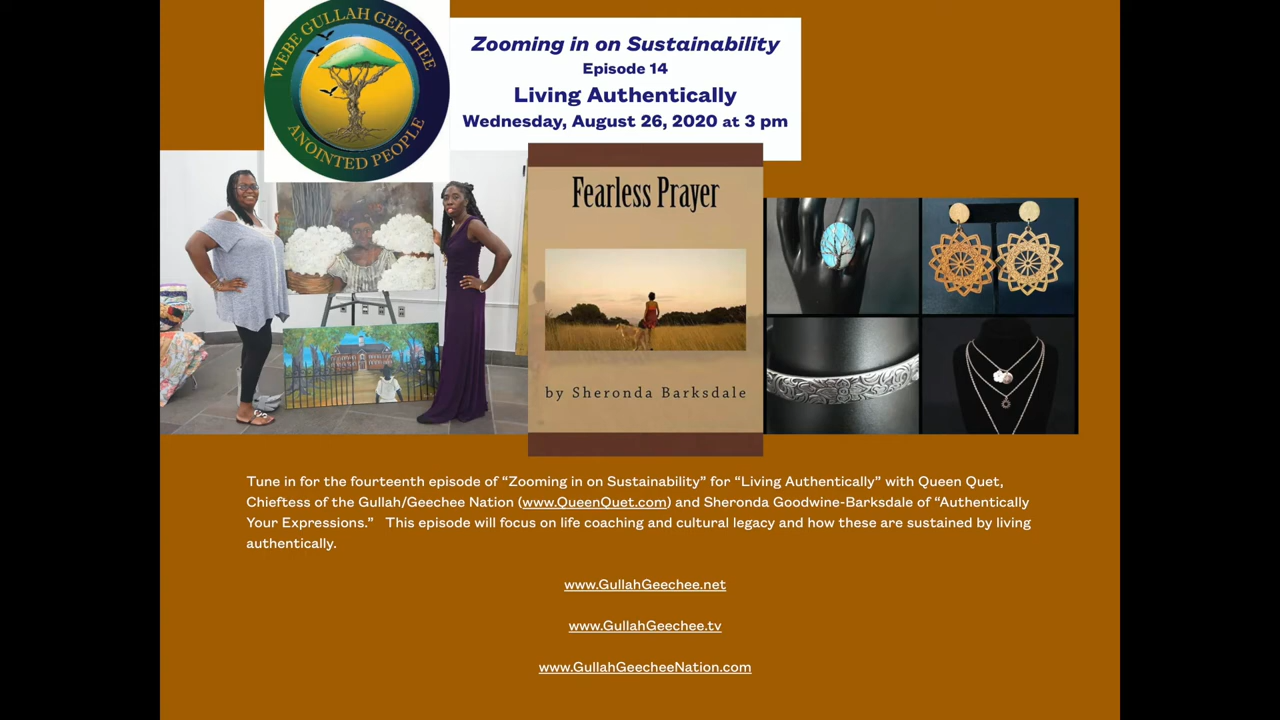 WEBE GULLAH GEECHEE
ANOINTED PEOPLE
Zooming in on Sustainability
Episode 14
Living Authentically
Wednesday, August 26, 2020 at 3 pm
Fearless Prayer
by Sheronda Barksdale
Tune in for the fourteenth episode of “Zooming in on Sustainability” for “Living Authentically” with Queen Quet,
Chieftess of the Gullah/Geechee Nation (www.QueenQuet.com) and Sheronda Goodwine-Barksdale of “Authentically
Your Expressions.”   This episode will focus on life coaching and cultural legacy and how these are sustained by living
authentically.
www.GullahGeechee.net
www.GullahGeechee.tv
www.GullahGeecheeNation.com